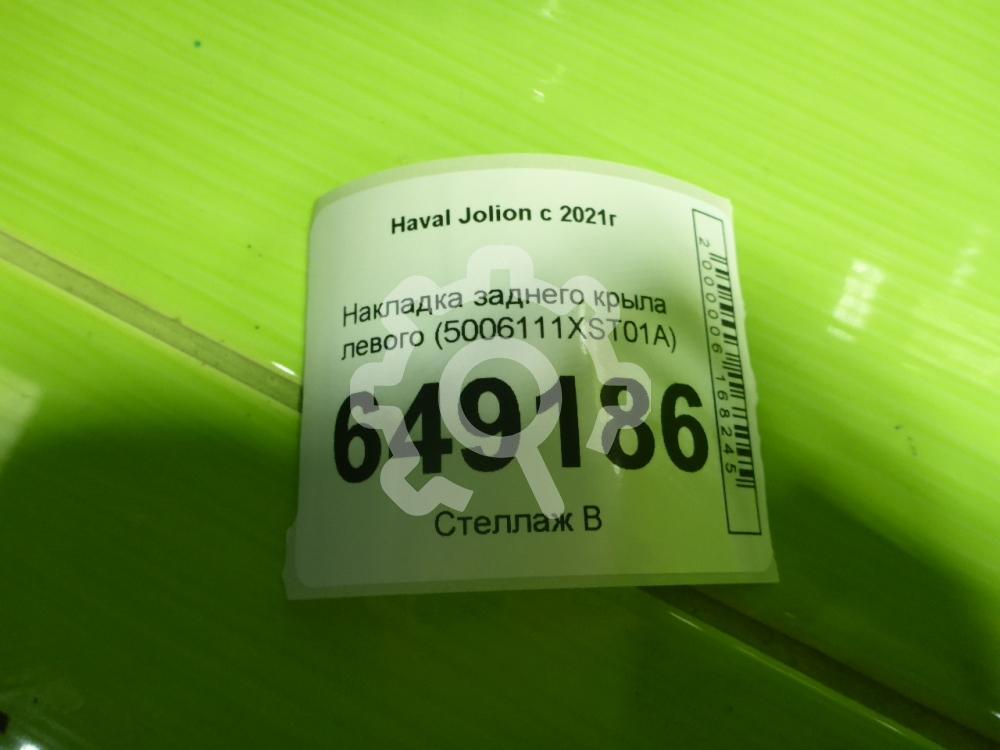 Haval Jolion с 2021г
Накладка заднего крыла
левого (5006111XST01A)
649186
Стеллаж В
2000006168245